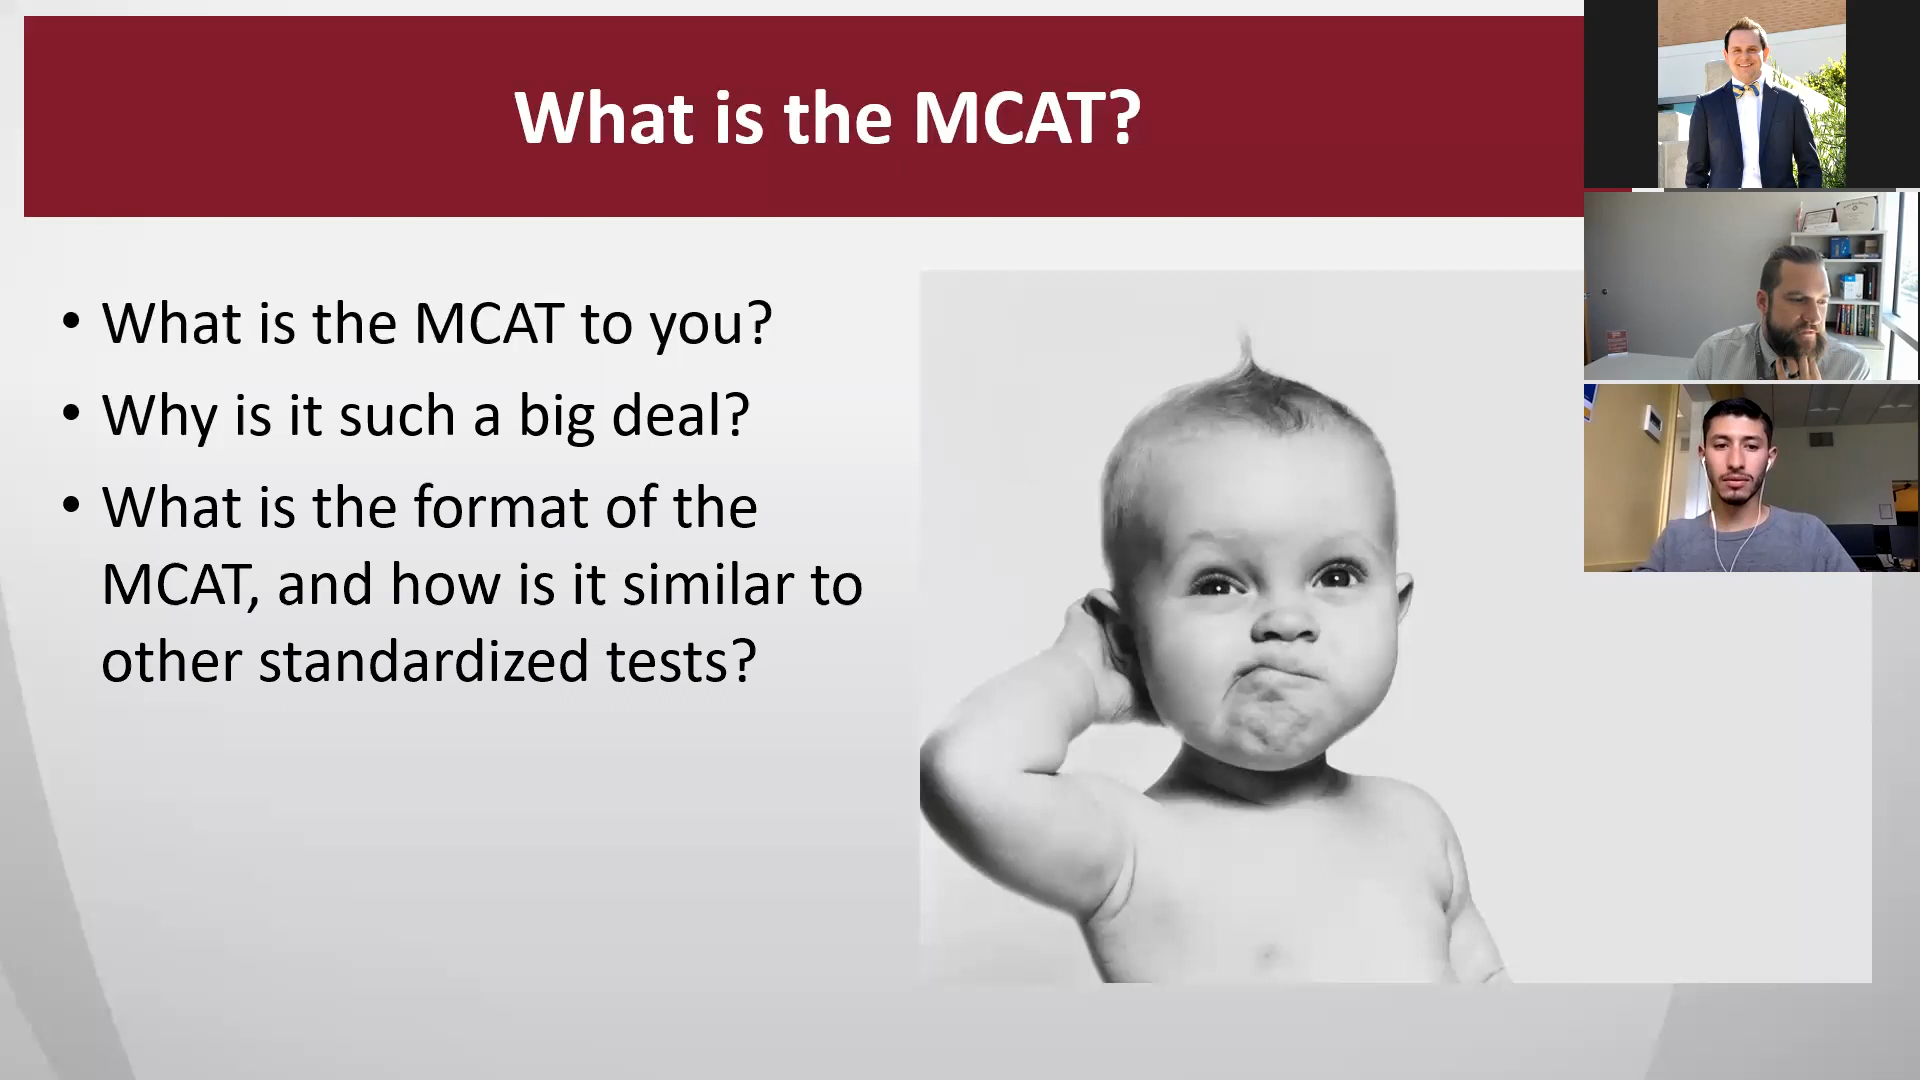 What is the MCAT?
• What is the MCAT to you?
• Why is it such a big deal?
• What is the format of the
MCAT, and how is it similar to
other standardized tests?